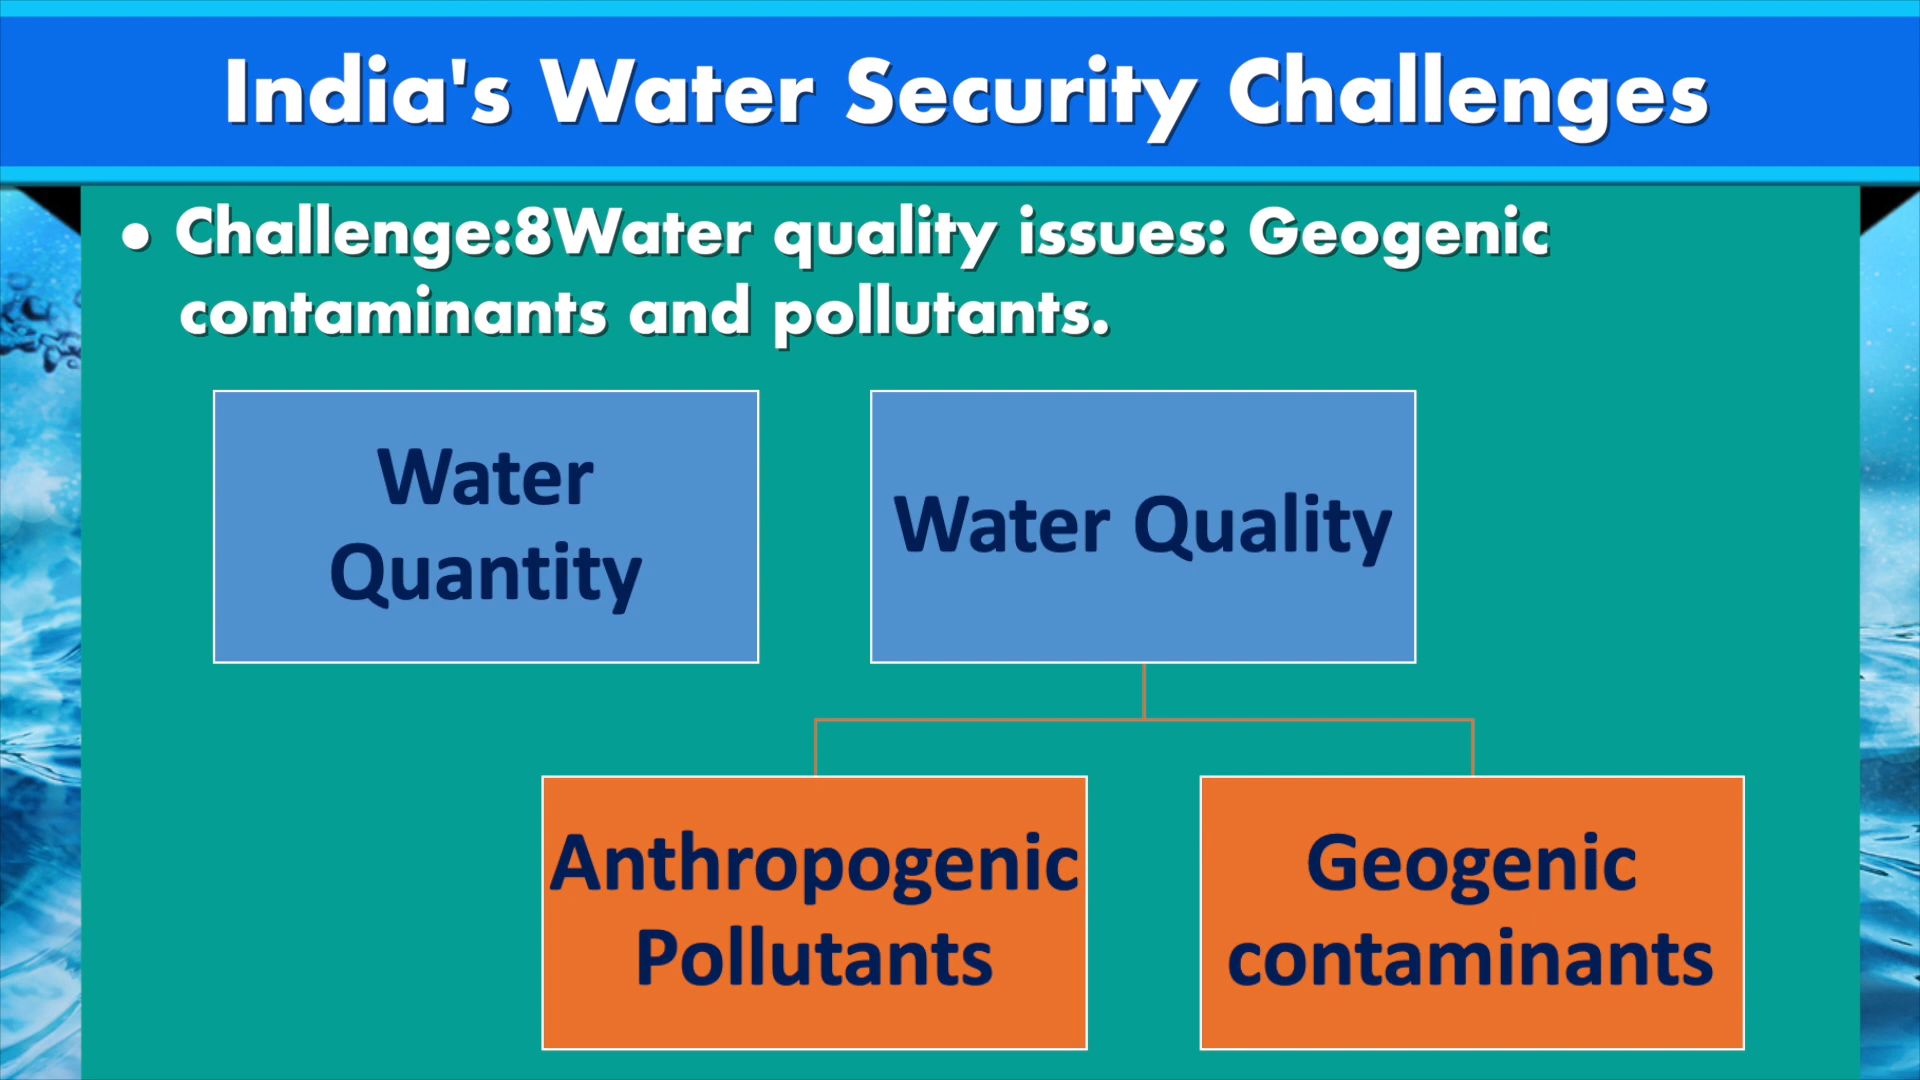 India's Water Security Challenges
• Challenge:8Water quality issues: Geogenic
contaminants and pollutants.
Water
Quantity
Water Quality
Anthropogenic
Pollutants
Geogenic
contaminants